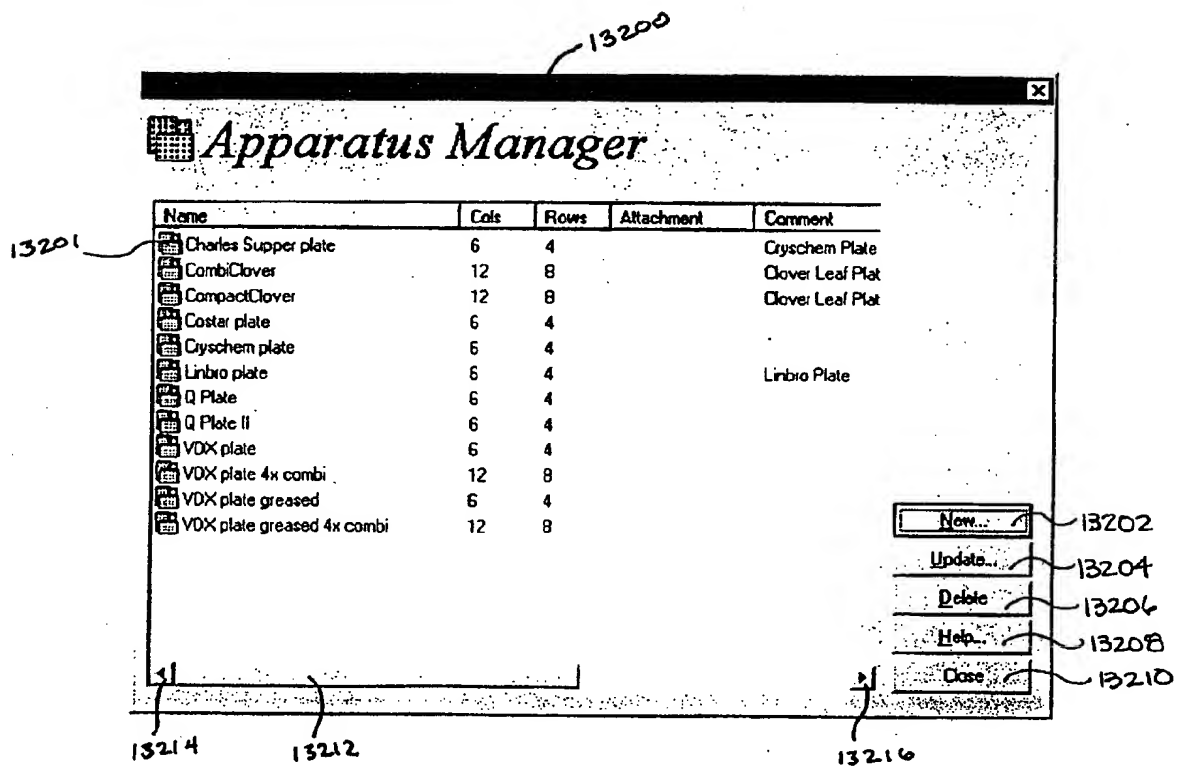 13200
Apparatus Manager
Name Cols Rows Attachment Comment
13201
Charles Supper plate 6 4 Cryschem Plate
CombiClover 12 8 Clover Leaf Plat
CompactClover 12 8 Clover Leaf Plat
Costar plate 6 4
Cryschem plate 6 4
Linbro plate 6 4 Linbro Plate
Q Plate 6 4
Q Plate II 6 4
VDX plate 6 4
VDX plate 4x combi 12 8
VDX plate greased 6 4
VDX plate greased 4x combi 12 8
New... 13202
Update... 13204
Delete 13206
Help... 13208
Close 13210
13214 13212 13216